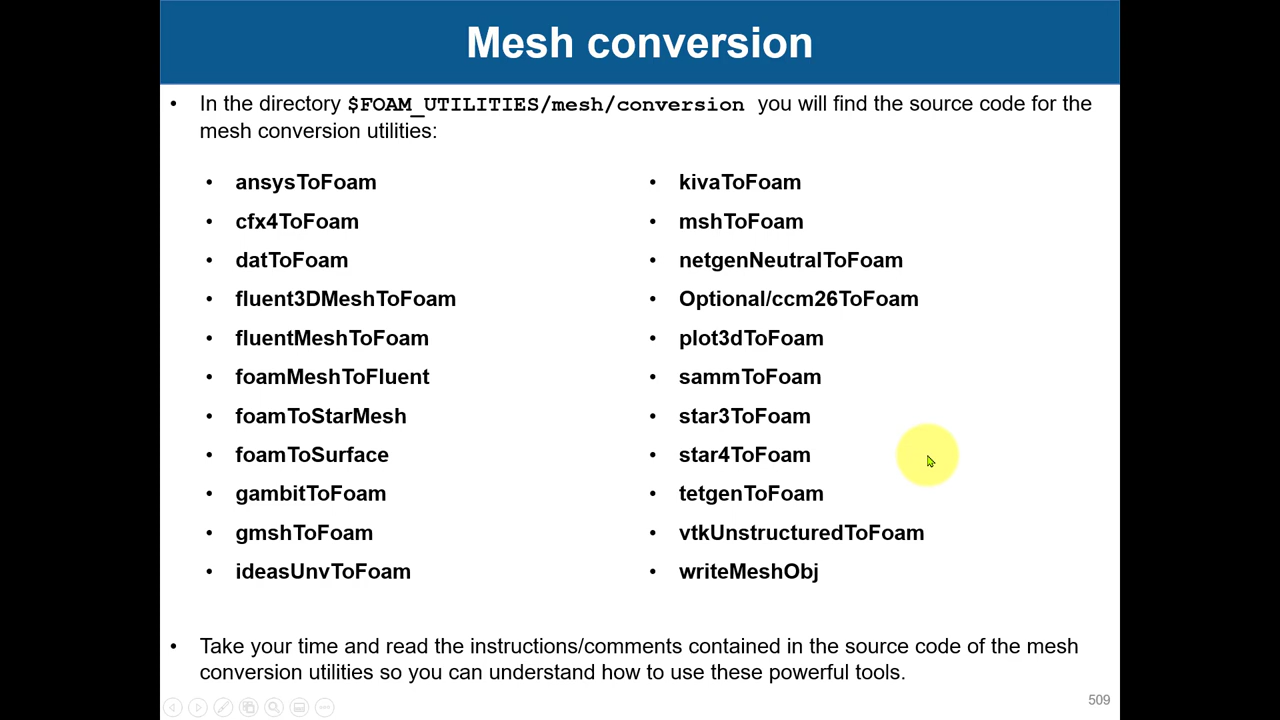 Mesh conversion
• In the directory $FOAM_UTILITIES/mesh/conversion you will find the source code for the
mesh conversion utilities:
• ansysToFoam
• cfx4ToFoam
• datToFoam
• fluent3DMeshToFoam
• fluentMeshToFoam
• foamMeshToFluent
• foamToStarMesh
• foamToSurface
• gambitToFoam
• gmshToFoam
• ideasUnvToFoam
• kivaToFoam
• mshToFoam
• netgenNeutralToFoam
• Optional/ccm26ToFoam
• plot3dToFoam
• sammToFoam
• star3ToFoam
• star4ToFoam
• tetgenToFoam
• vtkUnstructuredToFoam
• writeMeshObj
• Take your time and read the instructions/comments contained in the source code of the mesh
conversion utilities so you can understand how to use these powerful tools.
509